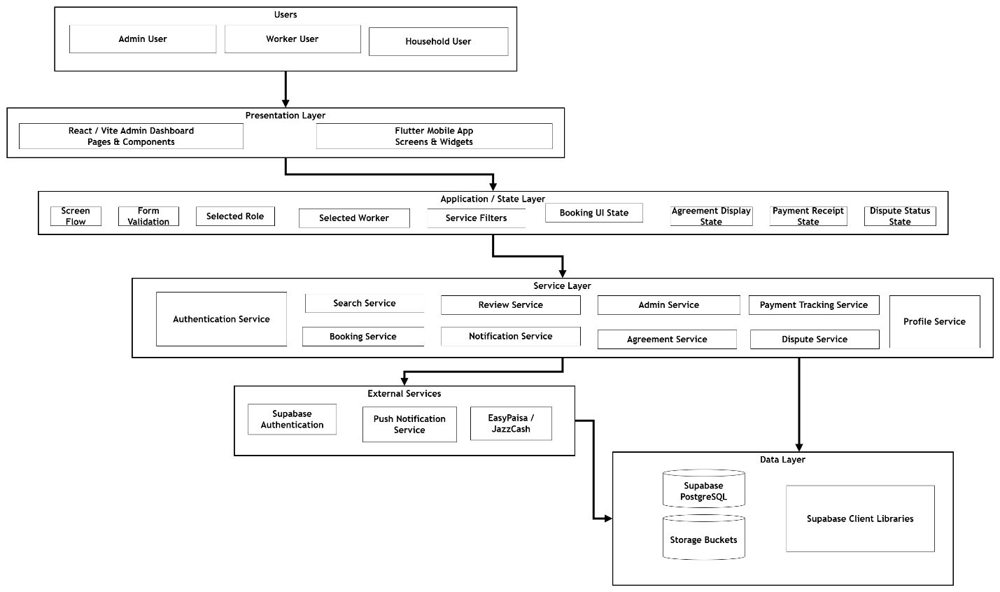 Users
Admin User
Worker User
Household User
Presentation Layer
React / Vite Admin Dashboard
Pages & Components
Flutter Mobile App
Screens & Widgets
Application / State Layer
Screen
Flow
Form
Validation
Selected Role
Selected Worker
Service Filters
Booking UI State
Agreement Display
State
Payment Receipt
State
Dispute Status
State
Service Layer
Authentication Service
Search Service
Booking Service
Review Service
Notification Service
Admin Service
Agreement Service
Payment Tracking Service
Dispute Service
Profile Service
External Services
Supabase
Authentication
Push Notification
Service
EasyPaisa /
JazzCash
Data Layer
Supabase
PostgreSQL
Storage Buckets
Supabase Client Libraries